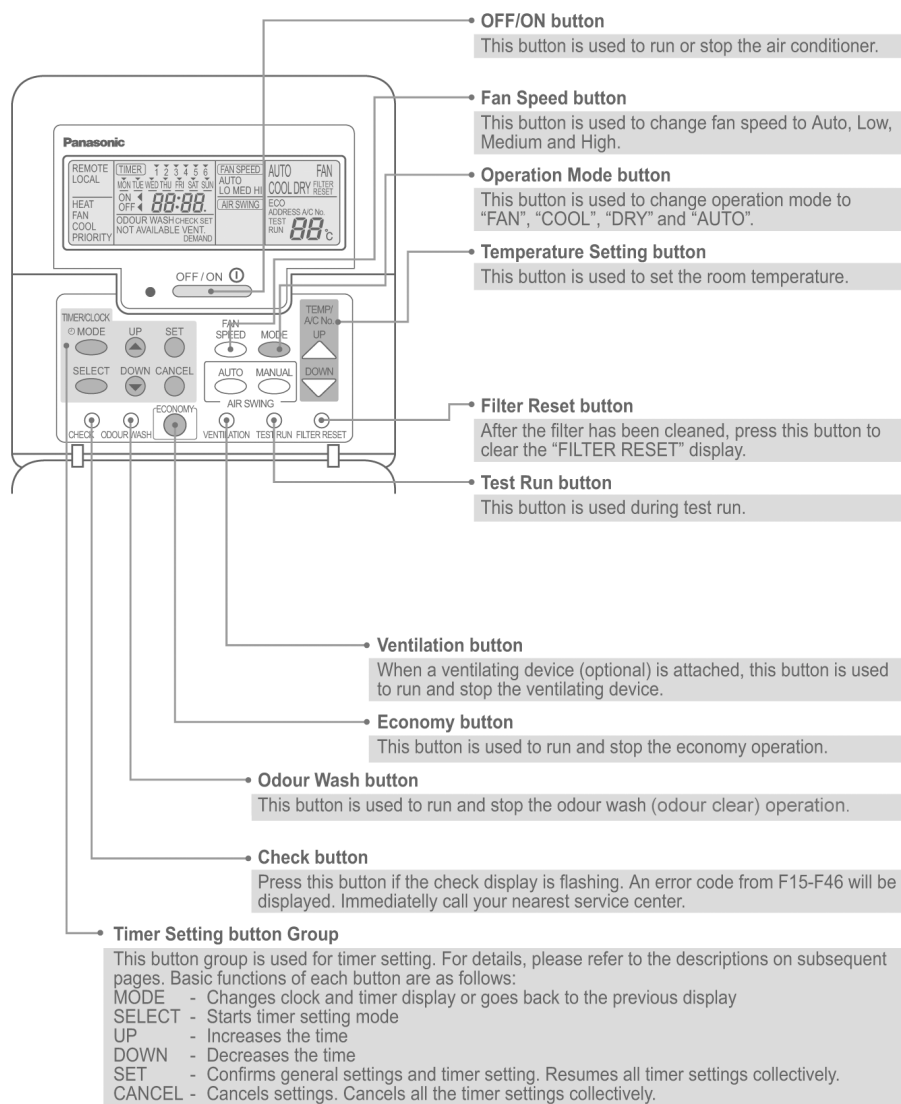 OFF/ON button
This button is used to run or stop the air conditioner.
Fan Speed button
This button is used to change fan speed to Auto, Low,
Medium and High.
Operation Mode button
This button is used to change operation mode to
“FAN”, “COOL”, “DRY” and “AUTO”.
Temperature Setting button
This button is used to set the room temperature.
Panasonic
REMOTE
LOCAL
HEAT
FAN
COOL
PRIORITY
TIMER 1 2 3 4 5 6
MON TUE WED THU FRI SAT SUN
ON
OFF 88:88.
ODOUR WASH CHECK SET
NOT AVAILABLE VENT.
DEMAND
FAN SPEED
AUTO
LO MED HI
AIR SWING
AUTO FAN
COOL DRY FILTER RESET
ECO
ADDRESS A/C No.
TEST
RUN 88°C
OFF / ON
TIMER/CLOCK
MODE UP SET
SELECT DOWN CANCEL
FAN
SPEED MODE
AUTO MANUAL
AIR SWING
TEMP/
A/C No.
UP
DOWN
ECONOMY
CHECK ODOUR WASH VENTILATION TEST RUN FILTER RESET
Filter Reset button
After the filter has been cleaned, press this button to
clear the “FILTER RESET” display.
Test Run button
This button is used during test run.
Ventilation button
When a ventilating device (optional) is attached, this button is used
to run and stop the ventilating device.
Economy button
This button is used to run and stop the economy operation.
Odour Wash button
This button is used to run and stop the odour wash (odour clear) operation.
Check button
Press this button if the check display is flashing. An error code from F15-F46 will be
displayed. Immediatelly call your nearest service center.
Timer Setting button Group
This button group is used for timer setting. For details, please refer to the descriptions on subsequent
pages. Basic functions of each button are as follows:
MODE - Changes clock and timer display or goes back to the previous display
SELECT - Starts timer setting mode
UP - Increases the time
DOWN - Decreases the time
SET - Confirms general settings and timer setting. Resumes all timer settings collectively.
CANCEL - Cancels settings. Cancels all the timer settings collectively.